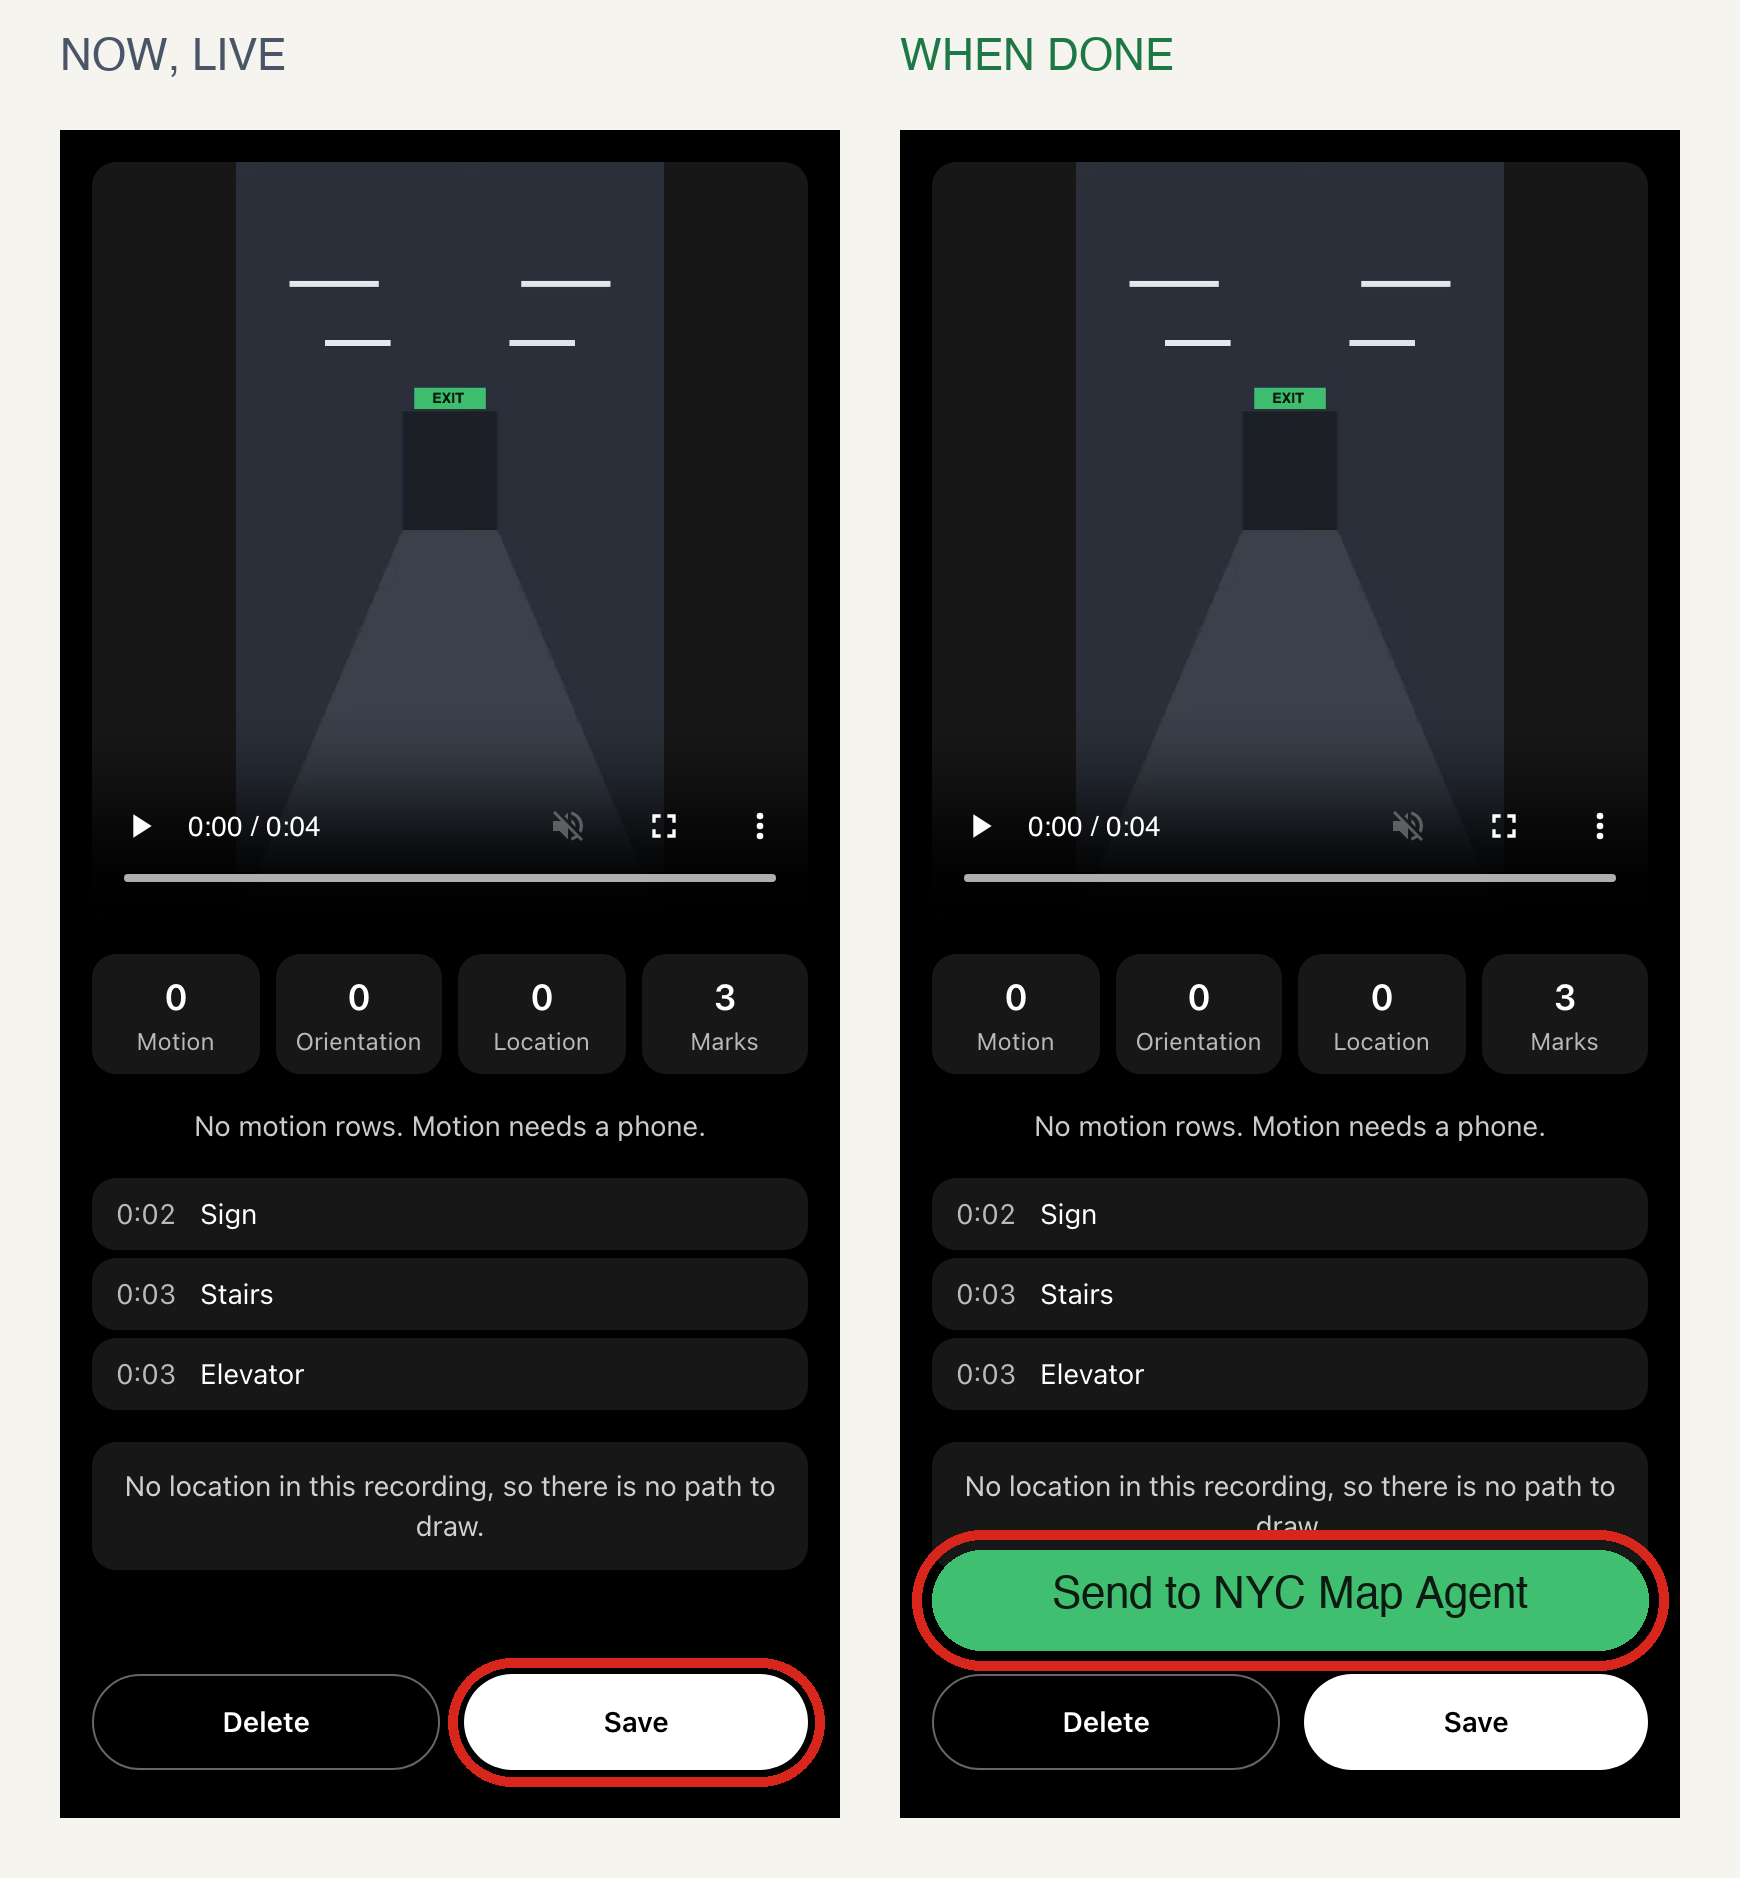 NOW, LIVE
EXIT
0:00 / 0:04
0 0 0 3
Motion Orientation Location Marks
No motion rows. Motion needs a phone.
0:02 Sign
0:03 Stairs
0:03 Elevator
No location in this recording, so there is no path to
draw.
Delete Save
WHEN DONE
EXIT
0:00 / 0:04
0 0 0 3
Motion Orientation Location Marks
No motion rows. Motion needs a phone.
0:02 Sign
0:03 Stairs
0:03 Elevator
No location in this recording, so there is no path to
draw
Send to NYC Map Agent
Delete Save